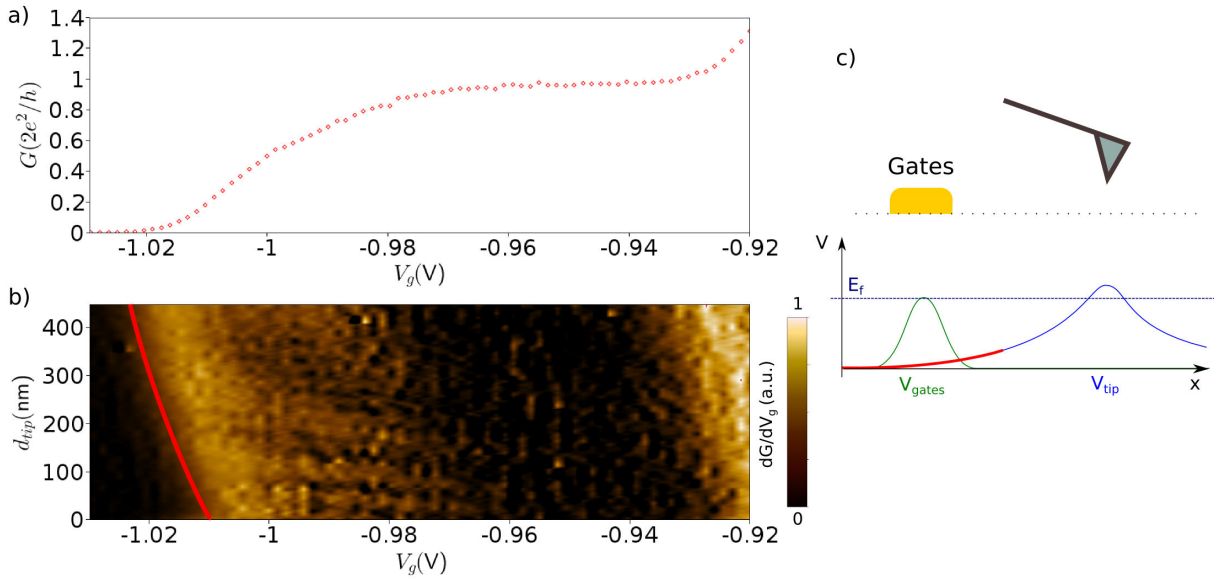 a)
1.4
1.2
1
0.8
0.6
0.4
0.2
0
G(2e²/h)
-1.02
-1
-0.98
-0.96
-0.94
-0.92
V_g(V)
b)
400
300
200
100
0
d_tip(nm)
-1.02
-1
-0.98
-0.96
-0.94
-0.92
V_g(V)
1
0
dG/dV_g (a.u.)
c)
Gates
V
E_f
V_gates
V_tip
x